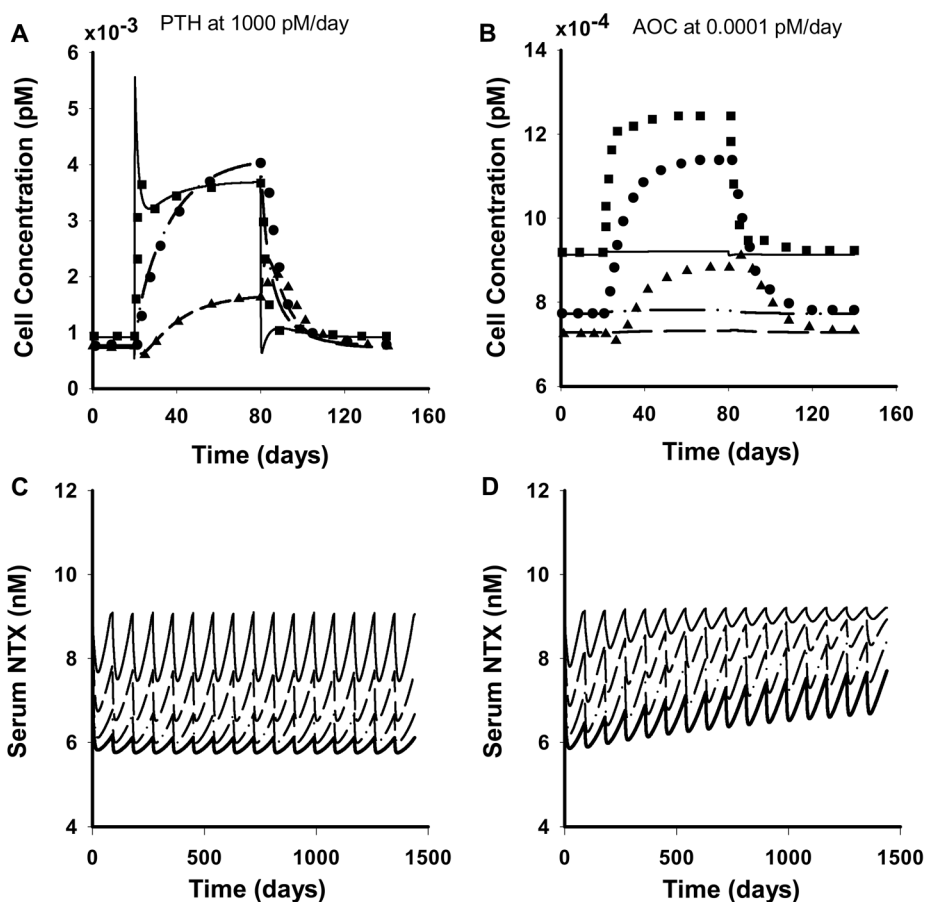 A
PTH at 1000 pM/day
x10-3
6
5
4
3
2
1
0
Cell Concentration (pM)
0 40 80 120 160
Time (days)
B
AOC at 0.0001 pM/day
x10-4
14
12
10
8
6
Cell Concentration (pM)
0 40 80 120 160
Time (days)
C
12
10
8
6
4
Serum NTX (nM)
0 500 1000 1500
Time (days)
D
12
10
8
6
4
Serum NTX (nM)
0 500 1000 1500
Time (days)